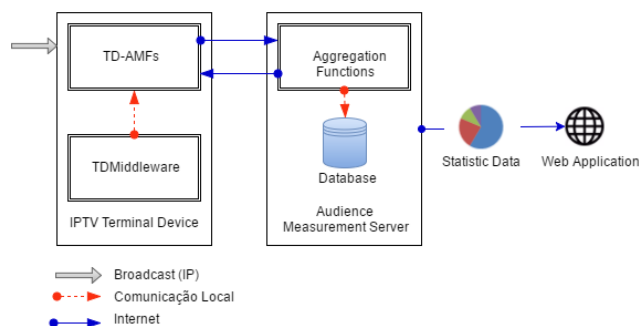 TD-AMFs
TDMiddleware
IPTV Terminal Device
Aggregation
Functions
Database
Audience
Measurement Server
Statistic Data
Web Application
Broadcast (IP)
Comunicação Local
Internet